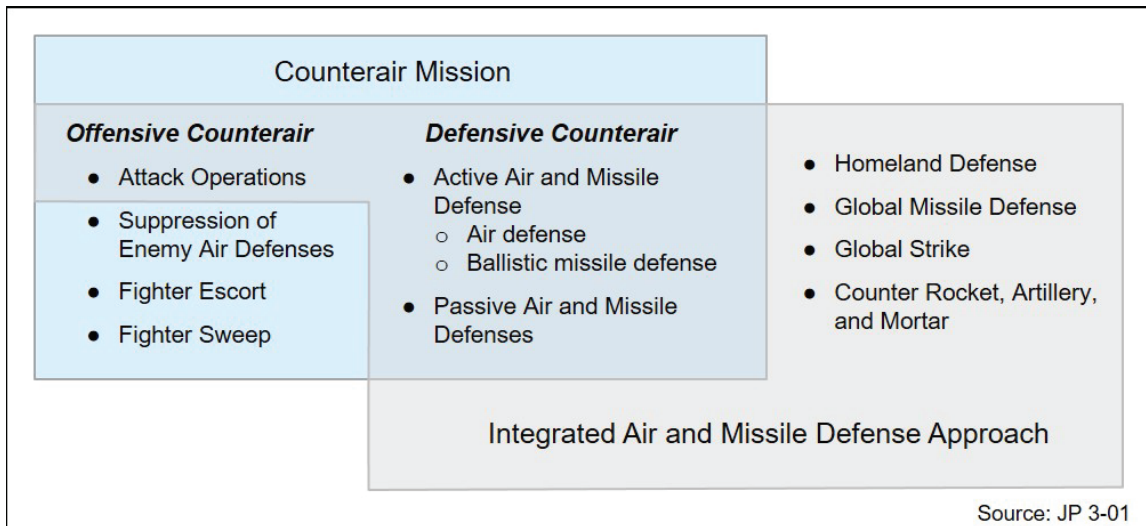 Counterair Mission
Offensive Counterair
● Attack Operations
● Suppression of
Enemy Air Defenses
● Fighter Escort
● Fighter Sweep
Defensive Counterair
● Active Air and Missile
Defense
○ Air defense
○ Ballistic missile defense
● Passive Air and Missile
Defenses
● Homeland Defense
● Global Missile Defense
● Global Strike
● Counter Rocket, Artillery,
and Mortar
Integrated Air and Missile Defense Approach
Source: JP 3-01